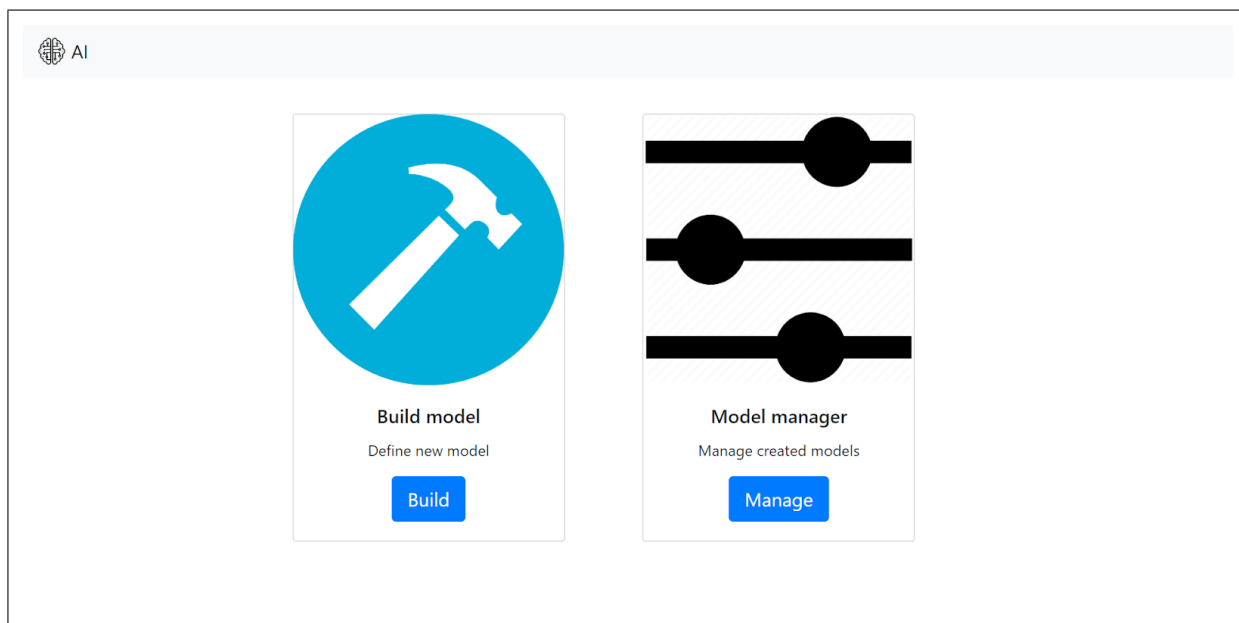 AI
Build model
Define new model
Build
Model manager
Manage created models
Manage